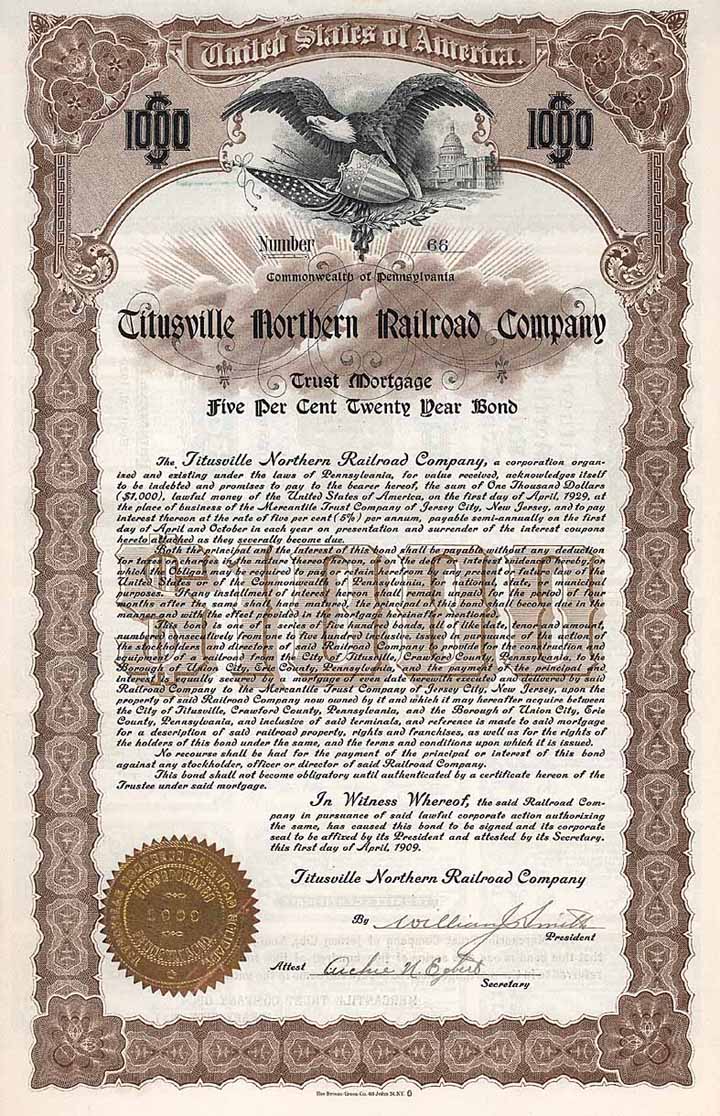 United States of America.
$1000 $1000
Number 66
Commonwealth of Pennsylvania
Titusville Northern Railroad Company
Trust Mortgage
Five Per Cent Twenty Year Bond
The Titusville Northern Railroad Company, a corporation organ-
ized and existing under the laws of Pennsylvania, for value received, acknowledges itself
to be indebted and promises to pay to the bearer hereof, the sum of One Thousand Dollars
($1,000), lawful money of the United States of America, on the first day of April, 1929, at
the place of business of the Mercantile Trust Company of Jersey City, New Jersey, and to pay
interest thereon at the rate of five per cent (5%) per annum, payable semi-annually on the first
day of April and October in each year on presentation and surrender of the interest coupons
hereto attached as they severally become due.
Both the principal and the interest of this bond shall be payable without any deduction
for taxes or charges in the nature thereof upon, or for the debt or interest evidenced hereby, for
which the Obligor may be required to pay or retain therefrom by any present or future law of the
United States or of the Commonwealth of Pennsylvania, for national, state, or municipal
purposes. If any installment of interest hereon shall remain unpaid for the period of four
months after the same shall have matured, the principal of this bond shall become due in the
manner and with the effect provided in the mortgage hereinafter mentioned.
This bond is one of a series of five hundred bonds, all of like date, tenor and amount,
numbered consecutively from one to five hundred inclusive, issued in pursuance of the action of
the stockholders and directors of said Railroad Company to provide for the construction and
equipment of a railroad from the City of Titusville, Crawford County, Pennsylvania, to the
Borough of Union City, Erie County, Pennsylvania, and the payment of the principal and
interest is equally secured by a mortgage of even date herewith executed and delivered by said
Railroad Company to the Mercantile Trust Company of Jersey City, New Jersey, upon the
property of said Railroad Company now owned by it and which it may hereafter acquire between
the City of Titusville, Crawford County, Pennsylvania, and the Borough of Union City, Erie
County, Pennsylvania, and inclusive of said terminals, and reference is made to said mortgage
for a description of said railroad property, rights and franchises, as well as for the rights of
the holders of this bond under the same, and the terms and conditions upon which it is issued.
No recourse shall be had for the payment of the principal or interest of this bond
against any stockholder, officer or director of said Railroad Company.
This bond shall not become obligatory until authenticated by a certificate hereon of the
Trustee under said mortgage.
$1000
In Witness Whereof, the said Railroad Com-
pany in pursuance of said lawful corporate action authorizing
the same, has caused this bond to be signed and its corporate
seal to be affixed by its President and attested by its Secretary,
this first day of April, 1909.
Titusville Northern Railroad Company
By William J. Smith
President
Attest Archie N. Egbert
Secretary
INCORPORATED